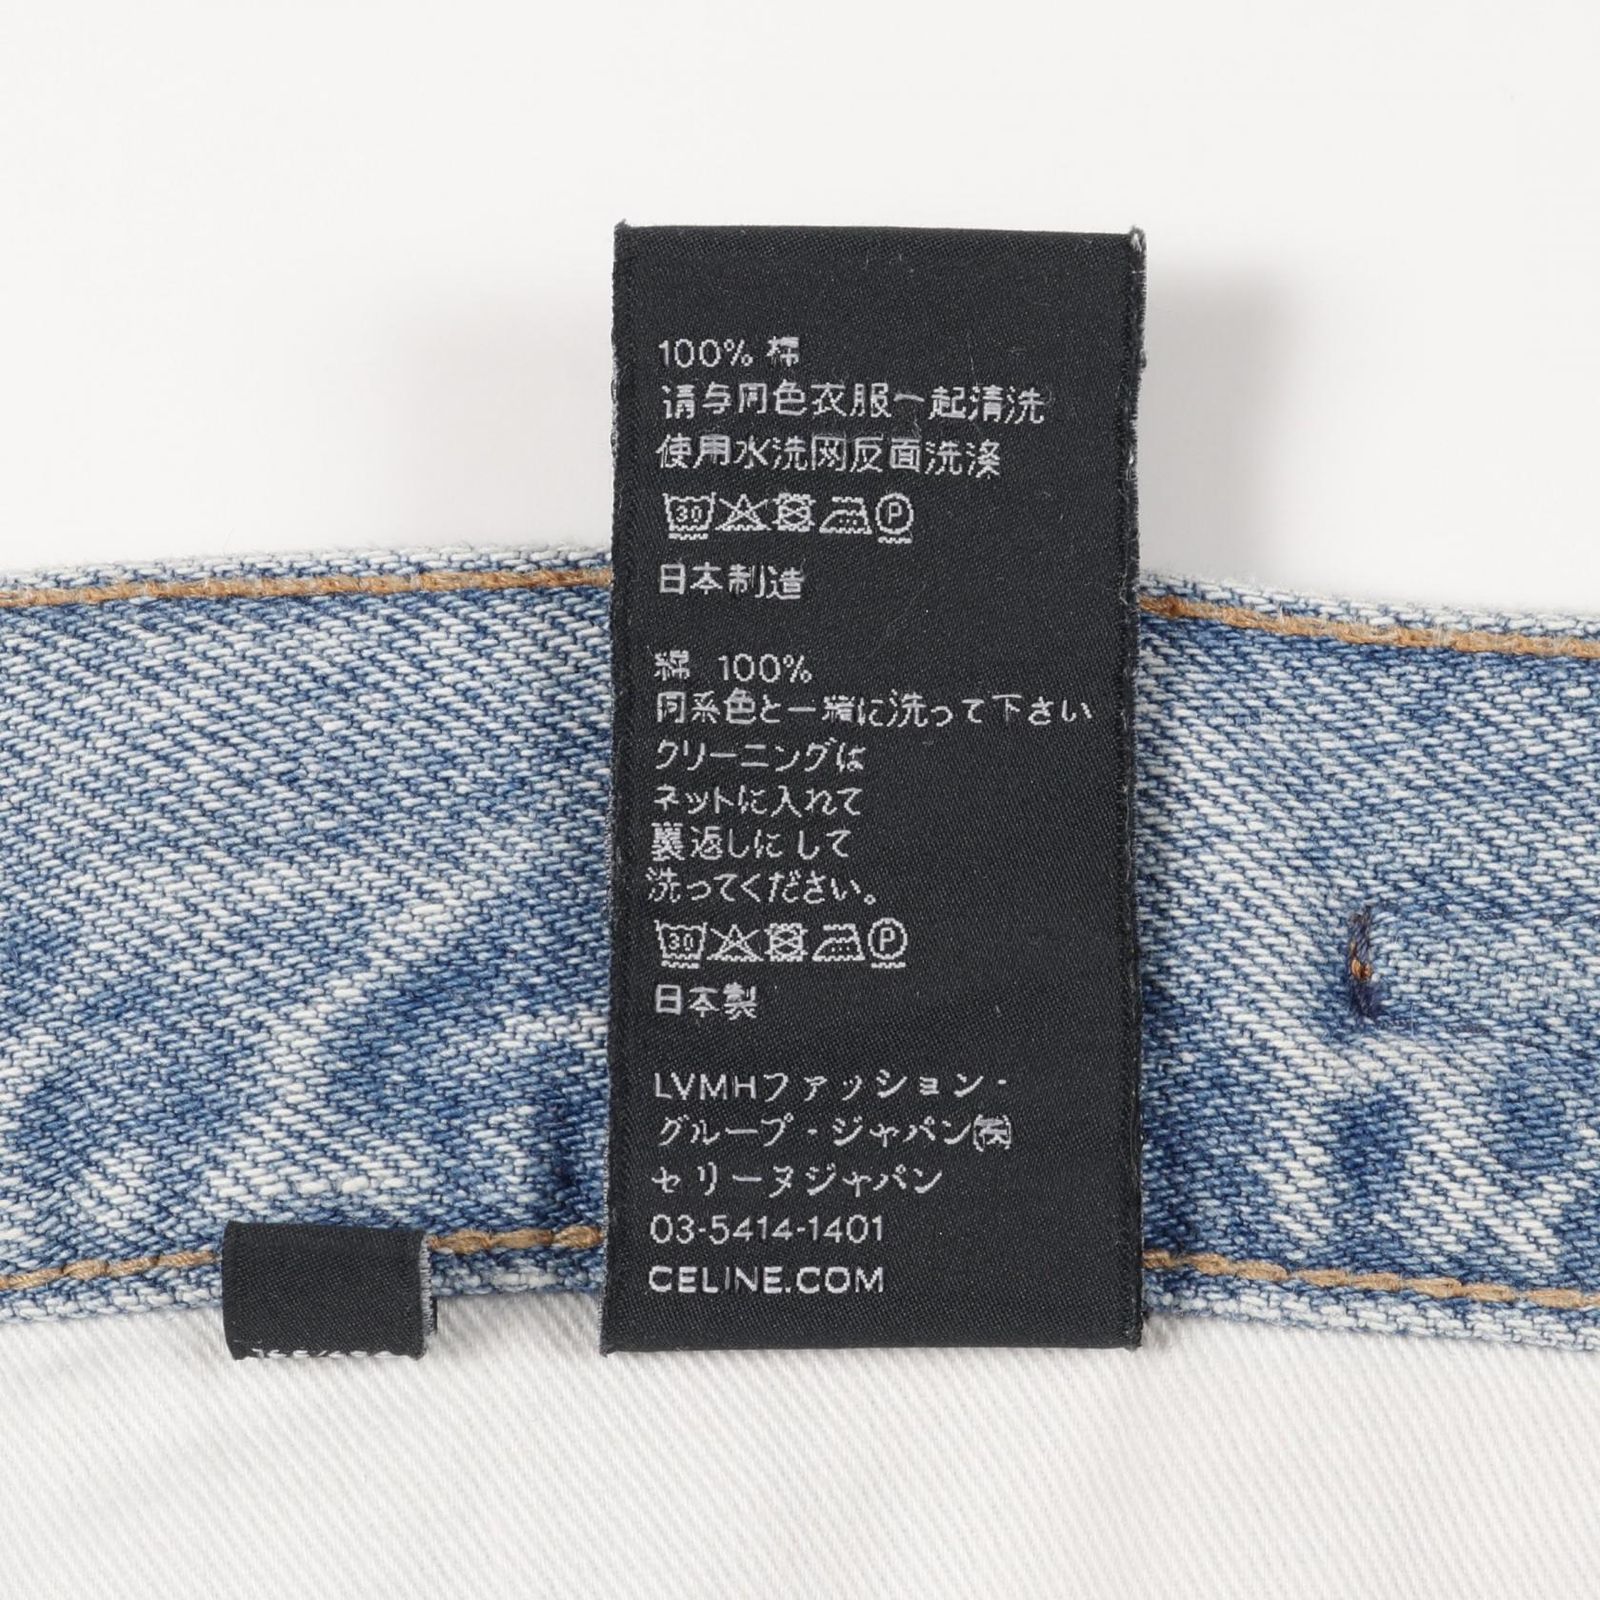 100% 棉
请与同色衣服一起清洗
使用水洗网反面洗涤
30 P
日本制造
綿 100%
同系色と一緒に洗って下さい
クリーニングは
ネットに入れて
裏返しにして
洗ってください。
30 P
日本製
LVMHファッション・
グループ・ジャパン㈱
セリーヌジャパン
03-5414-1401
CELINE.COM